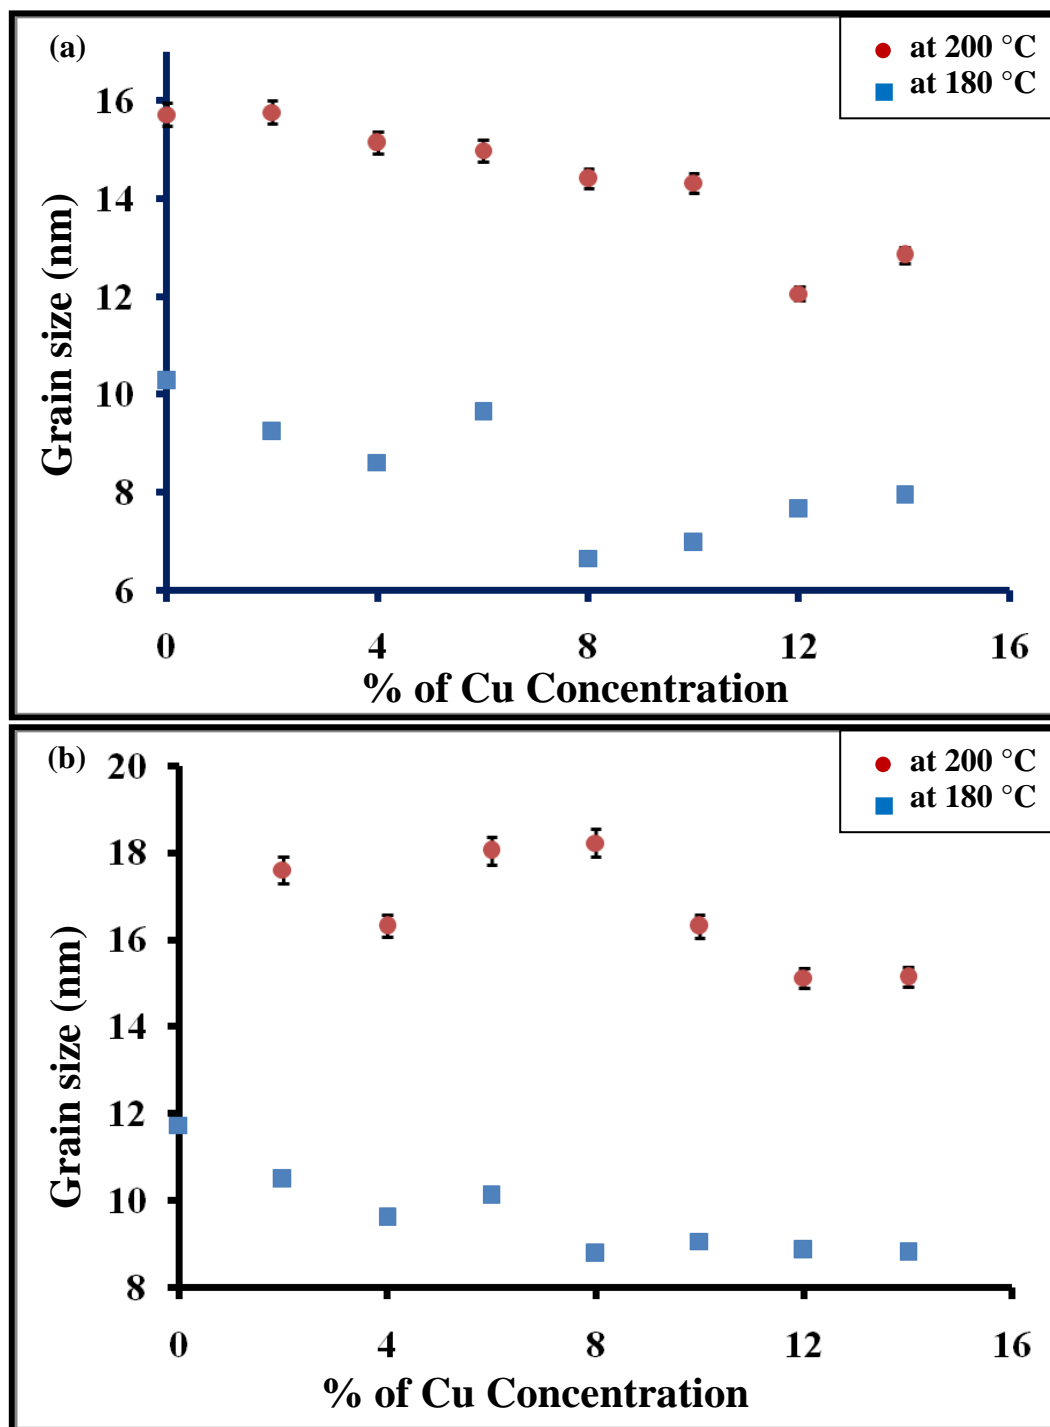 (a)
at 200 °C
at 180 °C
16
14
12
10
8
6
Grain size (nm)
0 4 8 12 16
% of Cu Concentration
(b)
at 200 °C
at 180 °C
20
18
16
14
12
10
8
Grain size (nm)
0 4 8 12 16
% of Cu Concentration